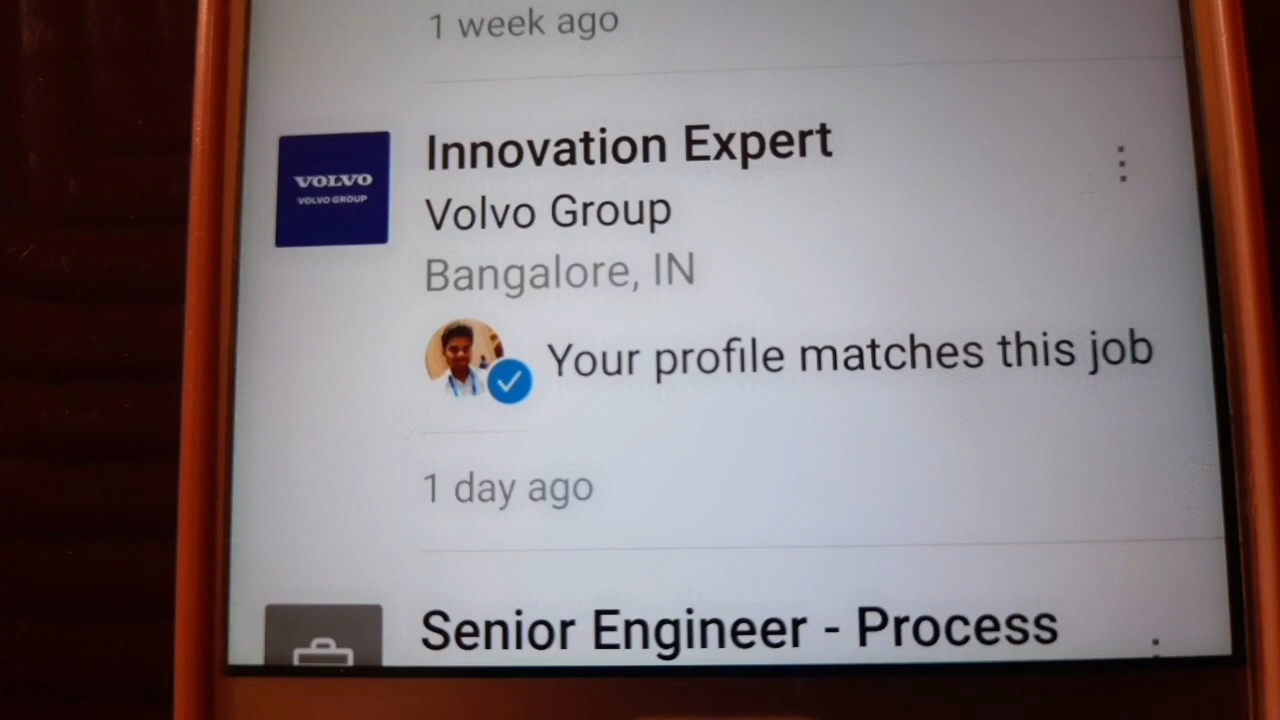 1 week ago
Innovation Expert
VOLVO
VOLVO GROUP
Volvo Group
Bangalore, IN
Your profile matches this job
1 day ago
Senior Engineer - Process